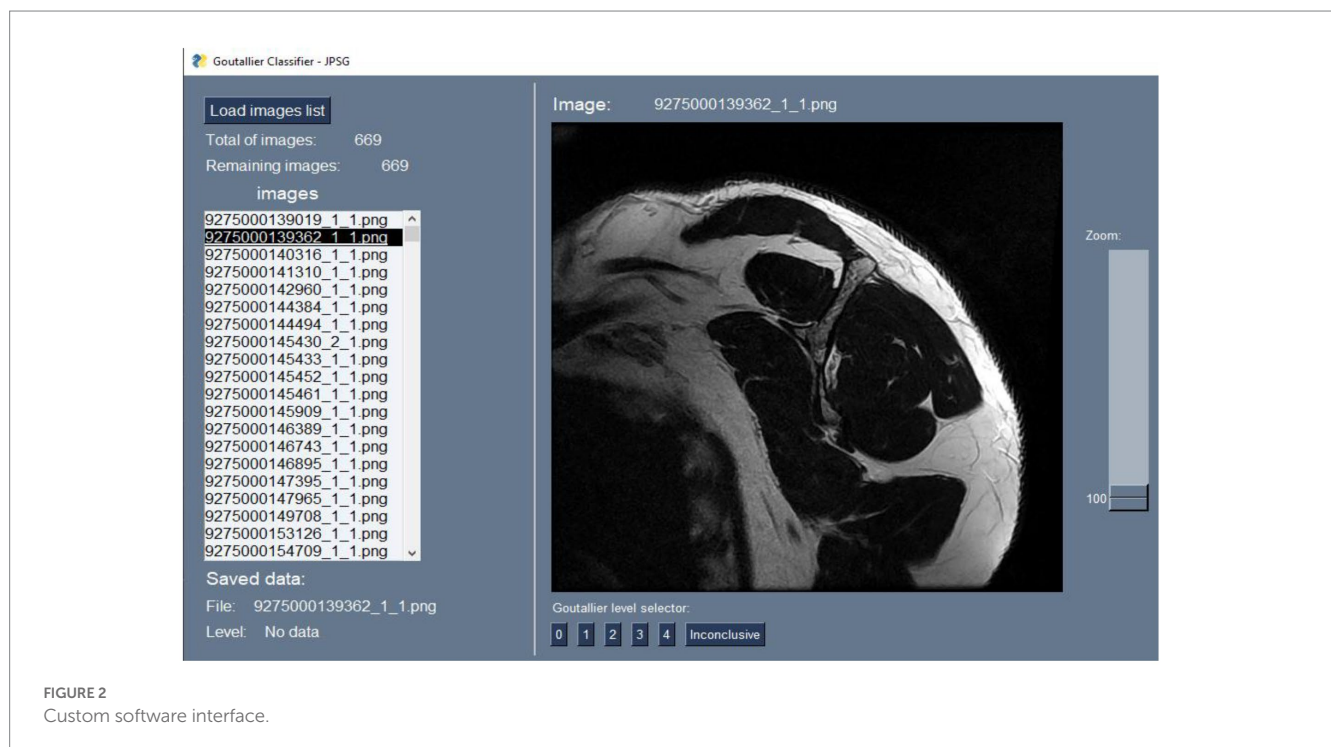 Goutallier Classifier - JPSG
Load images list
Total of images: 669
Remaining images: 669
images
9275000139019_1_1.png
9275000139362_1_1.png
9275000140316_1_1.png
9275000141310_1_1.png
9275000142960_1_1.png
9275000144384_1_1.png
9275000144494_1_1.png
9275000145430_2_1.png
9275000145433_1_1.png
9275000145452_1_1.png
9275000145461_1_1.png
9275000145909_1_1.png
9275000146389_1_1.png
9275000146743_1_1.png
9275000146895_1_1.png
9275000147395_1_1.png
9275000147965_1_1.png
9275000149708_1_1.png
9275000153126_1_1.png
9275000154709_1_1.png
Saved data:
File: 9275000139362_1_1.png
Level: No data
Image: 9275000139362_1_1.png
Zoom:
100
Goutallier level selector:
0 1 2 3 4 Inconclusive
FIGURE 2
Custom software interface.